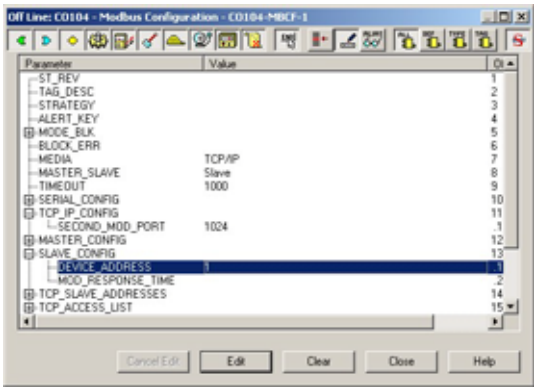 Off Line: CO104 - Modbus Configuration - CO104-MBCF-1
Parameter Value
ST_REV 1
TAG_DESC 2
STRATEGY 3
ALERT_KEY 4
MODE_BLK 5
BLOCK_ERR 6
MEDIA TCP/IP 7
MASTER_SLAVE Slave 8
TIMEOUT 1000 9
SERIAL_CONFIG 10
TCP_IP_CONFIG 11
SECOND_MOD_PORT 1024 .1
MASTER_CONFIG 12
SLAVE_CONFIG 13
DEVICE_ADDRESS 1 .1
MOD_RESPONSE_TIME .2
TCP_SLAVE_ADDRESSES 14
TCP_ACCESS_LIST 15
Cancel Edit Edit Clear Close Help